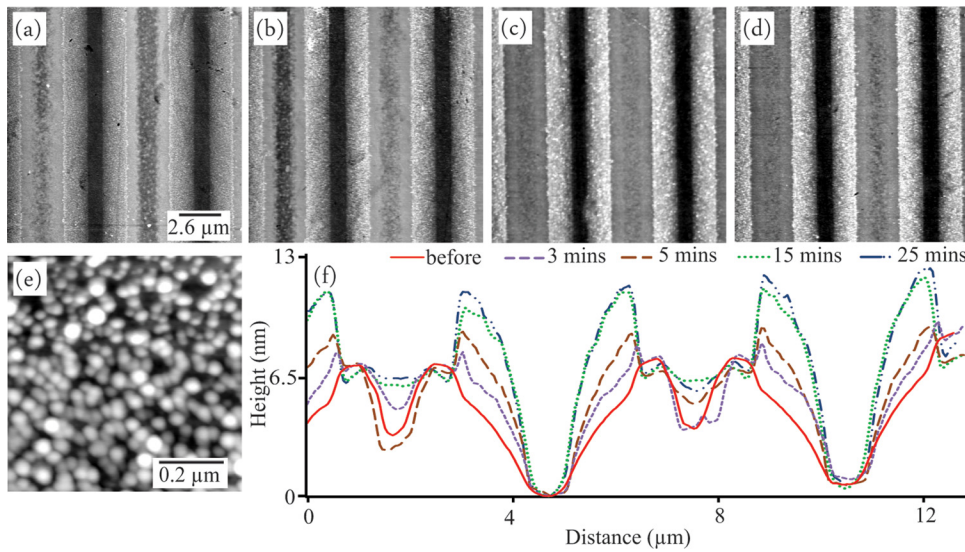 (a)
(b)
(c)
(d)
2.6 µm
(e)
0.2 µm
(f)
before
3 mins
5 mins
15 mins
25 mins
13
6.5
0
Height (nm)
0
4
8
12
Distance (µm)